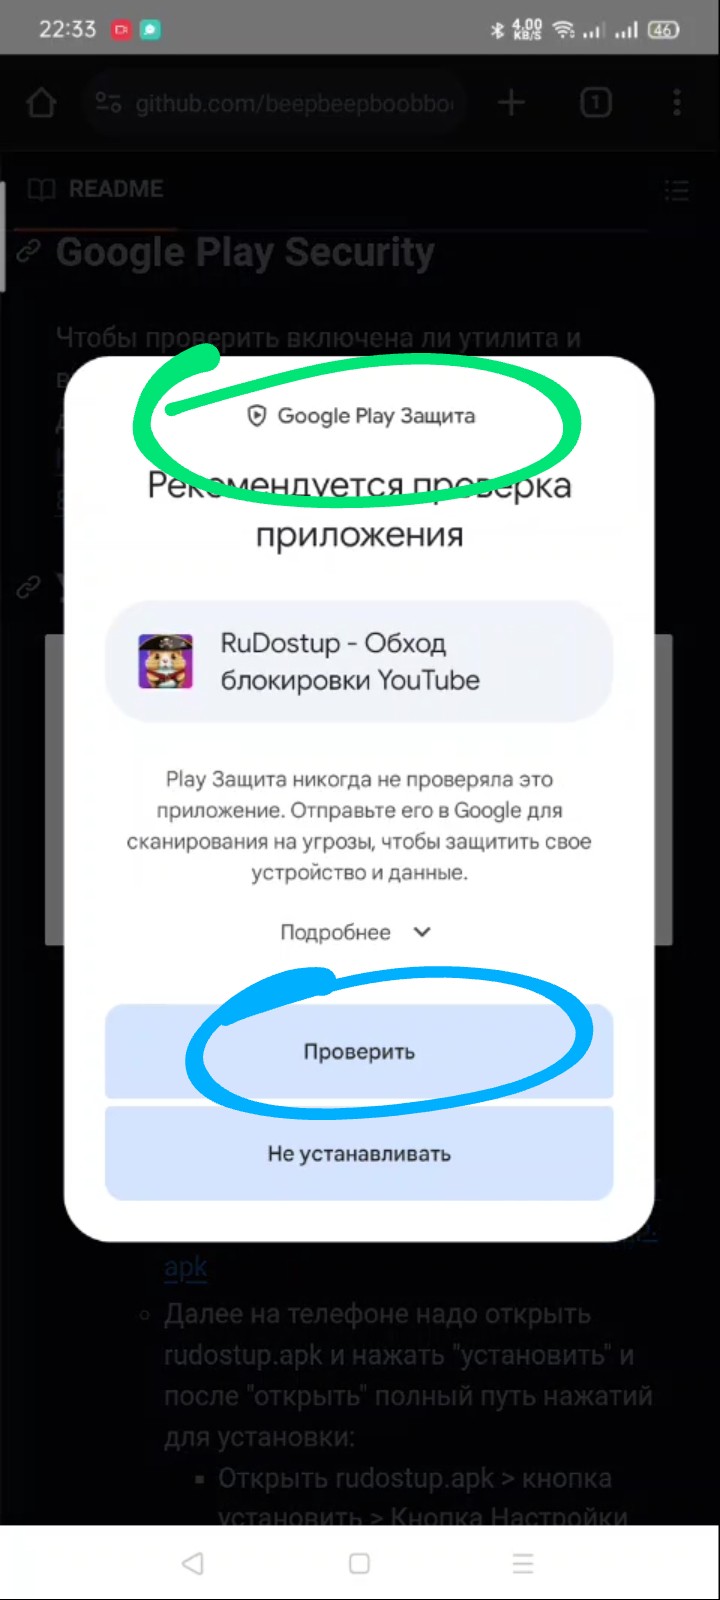 22:33
4.00
KB/S
46
github.com/beepbeepboobbo
1
README
Google Play Security
Чтобы проверить включена ли утилита и
Google Play Защита
Рекомендуется проверка
приложения
RuDostup - Обход
блокировки YouTube
Play Защита никогда не проверяла это
приложение. Отправьте его в Google для
сканирования на угрозы, чтобы защитить свое
устройство и данные.
Подробнее
Проверить
Не устанавливать
apk
Далее на телефоне надо открыть
rudostup.apk и нажать "установить" и
после "открыть" полный путь нажатий
для установки:
Открыть rudostup.apk > кнопка
установить > Кнопка Настройки